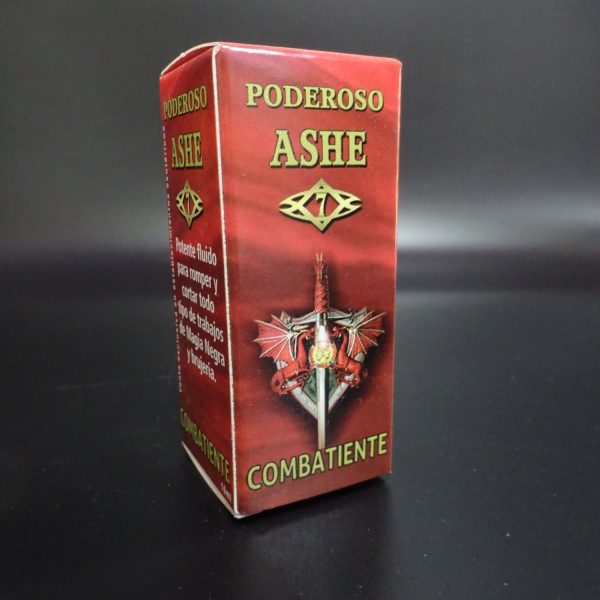 PODEROSO
ASHE
7
COMBATIENTE
PODEROSO
ASHE
7
Potente fluido
para romper y
cortar todo
tipo de trabajos
de Magia Negra
y brujería.
COMBATIENTE